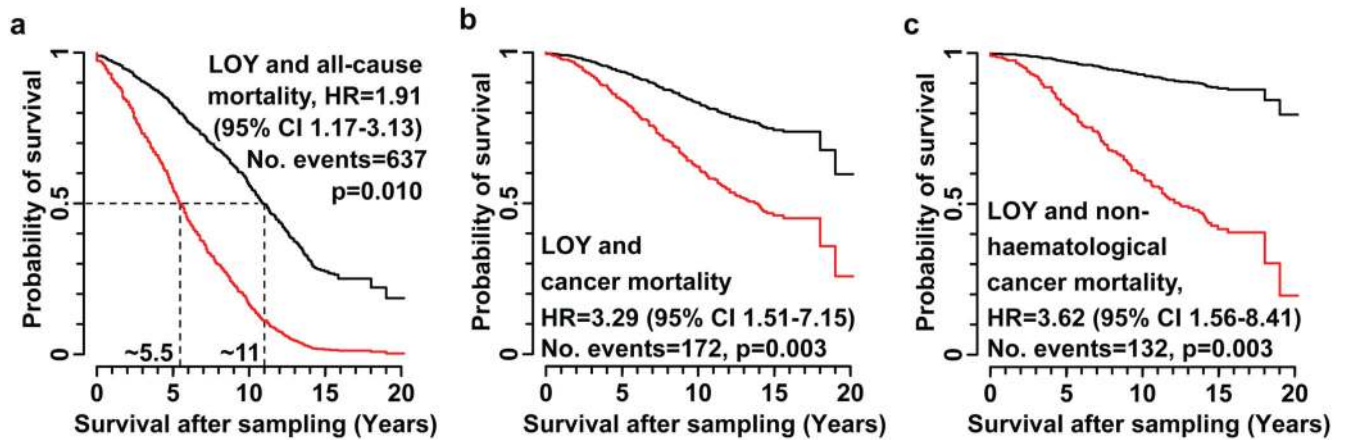 a
Probability of survival
1
0.5
0
LOY and all-cause
mortality, HR=1.91
(95% CI 1.17-3.13)
No. events=637
p=0.010
~5.5
~11
0 5 10 15 20
Survival after sampling (Years)
b
Probability of survival
1
0.5
0
LOY and
cancer mortality
HR=3.29 (95% CI 1.51-7.15)
No. events=172, p=0.003
0 5 10 15 20
Survival after sampling (Years)
c
Probability of survival
1
0.5
0
LOY and non-
haematological
cancer mortality,
HR=3.62 (95% CI 1.56-8.41)
No. events=132, p=0.003
0 5 10 15 20
Survival after sampling (Years)